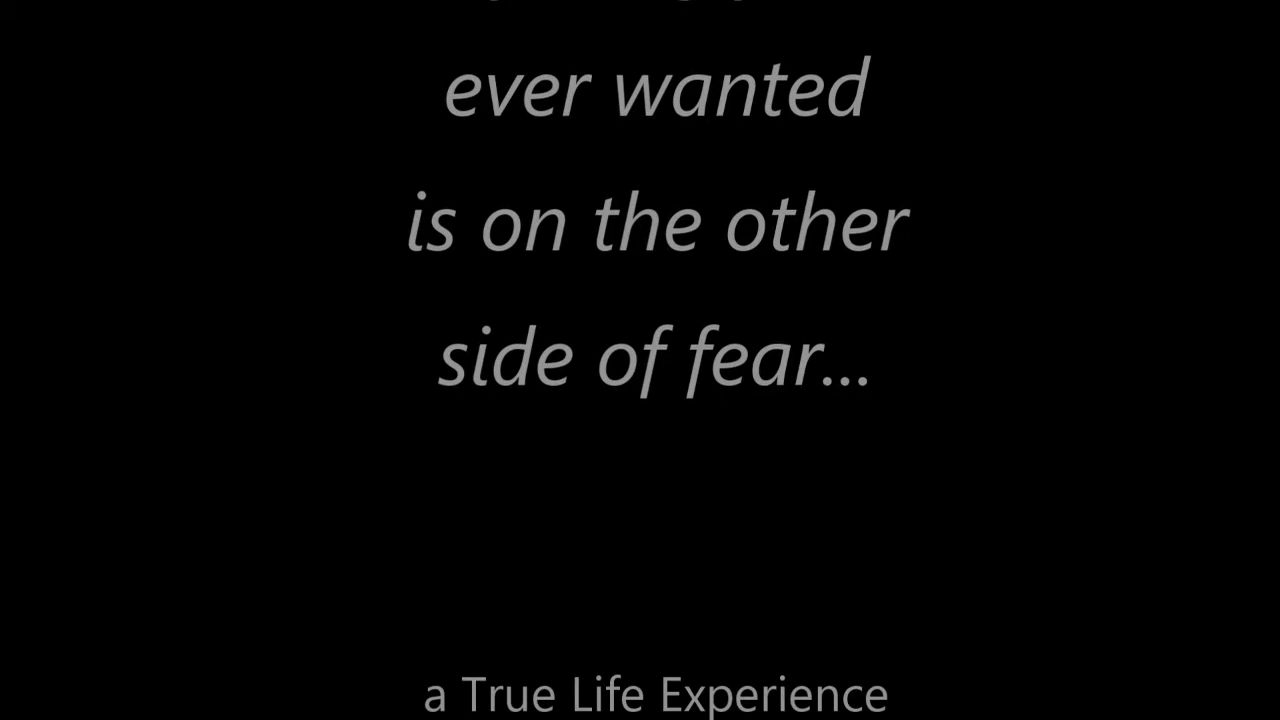 ever wanted
is on the other
side of fear...
a True Life Experience